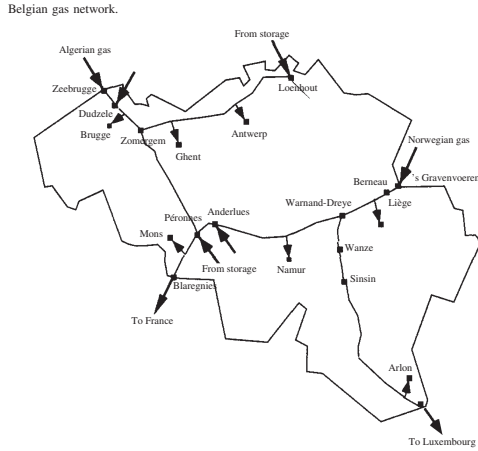 Belgian gas network.
From storage
Algerian gas
Zeebrugge
Loenhout
Dudzele
Brugge
Zomergem
Antwerp
Ghent
Norwegian gas
Berneau
's Gravenvoeren
Warnand-Dreye
Liège
Péronnes
Anderlues
Mons
Wanze
From storage
Namur
Sinsin
Blaregnies
To France
Arlon
To Luxembourg